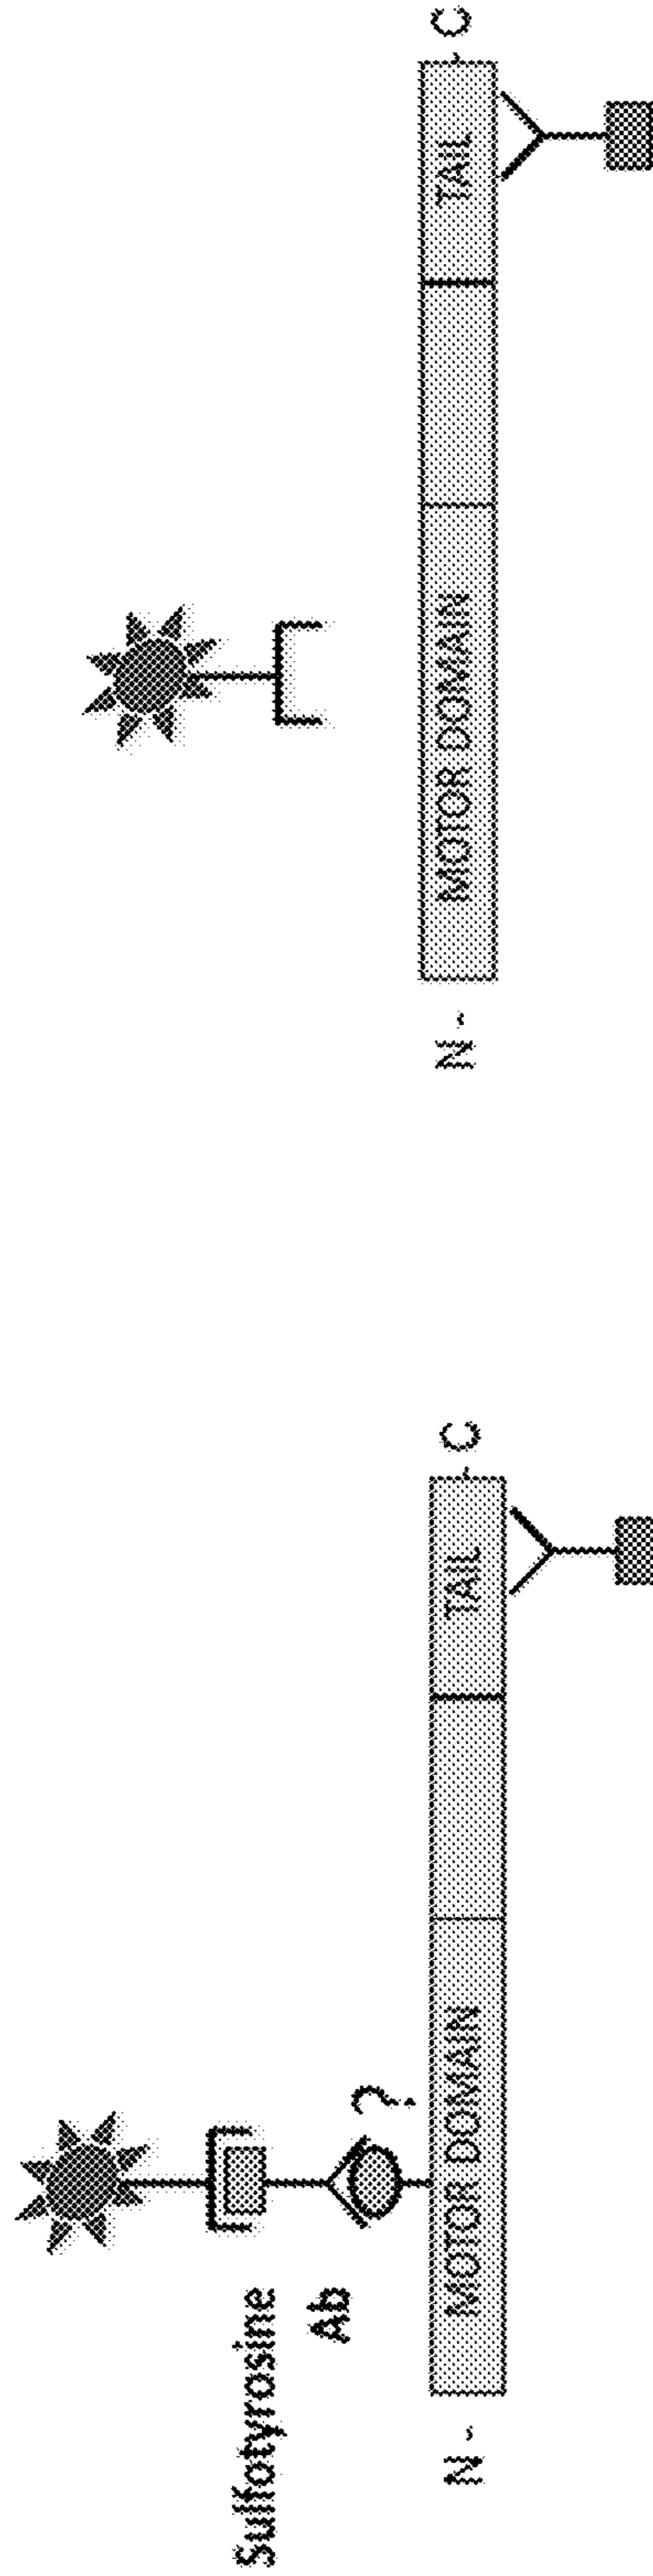 Sulfotyrosine
Ab
?
N - MOTOR DOMAIN TAIL - C
N - MOTOR DOMAIN TAIL - C